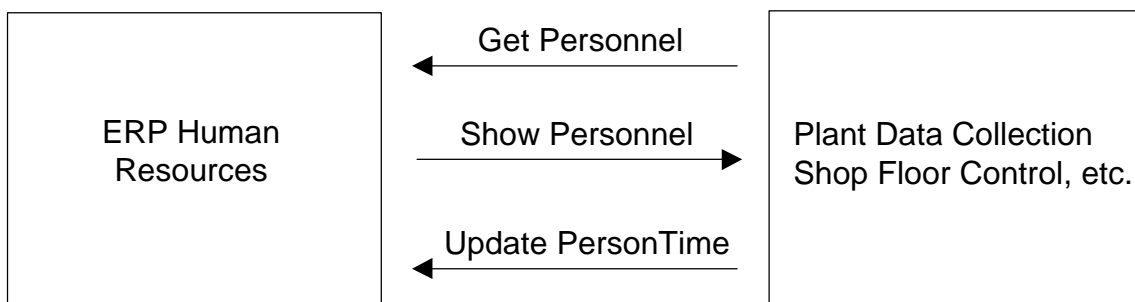 Get Personnel
ERP Human
Resources
Show Personnel
Plant Data Collection
Shop Floor Control, etc.
Update PersonTime